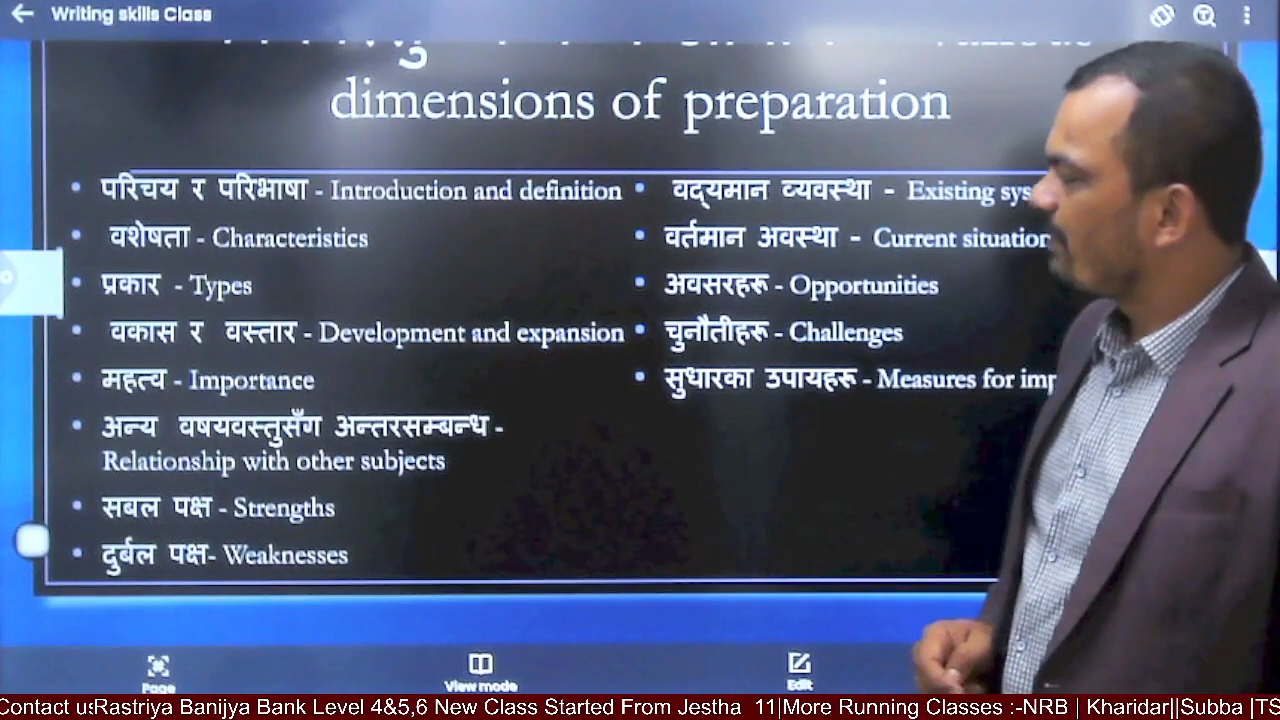 Writing skills Class
dimensions of preparation
परिचय र परिभाषा - Introduction and definition
वशेषता - Characteristics
प्रकार - Types
वकास र वस्तार - Development and expansion
महत्व - Importance
अन्य वषयवस्तुसँग अन्तरसम्बन्ध -
Relationship with other subjects
सबल पक्ष - Strengths
दुर्बल पक्ष- Weaknesses
वद्यमान व्यवस्था - Existing
वर्तमान अवस्था - Current situation
अवसरहरू - Opportunities
चुनौतीहरू - Challenges
सुधारका उपायहरू - Measures for
Page
View mode
Edit
Contact us Rastriya Banijya Bank Level 4&5,6 New Class Started From Jestha 11|More Running Classes :-NRB | Kharidar||Subba |TS